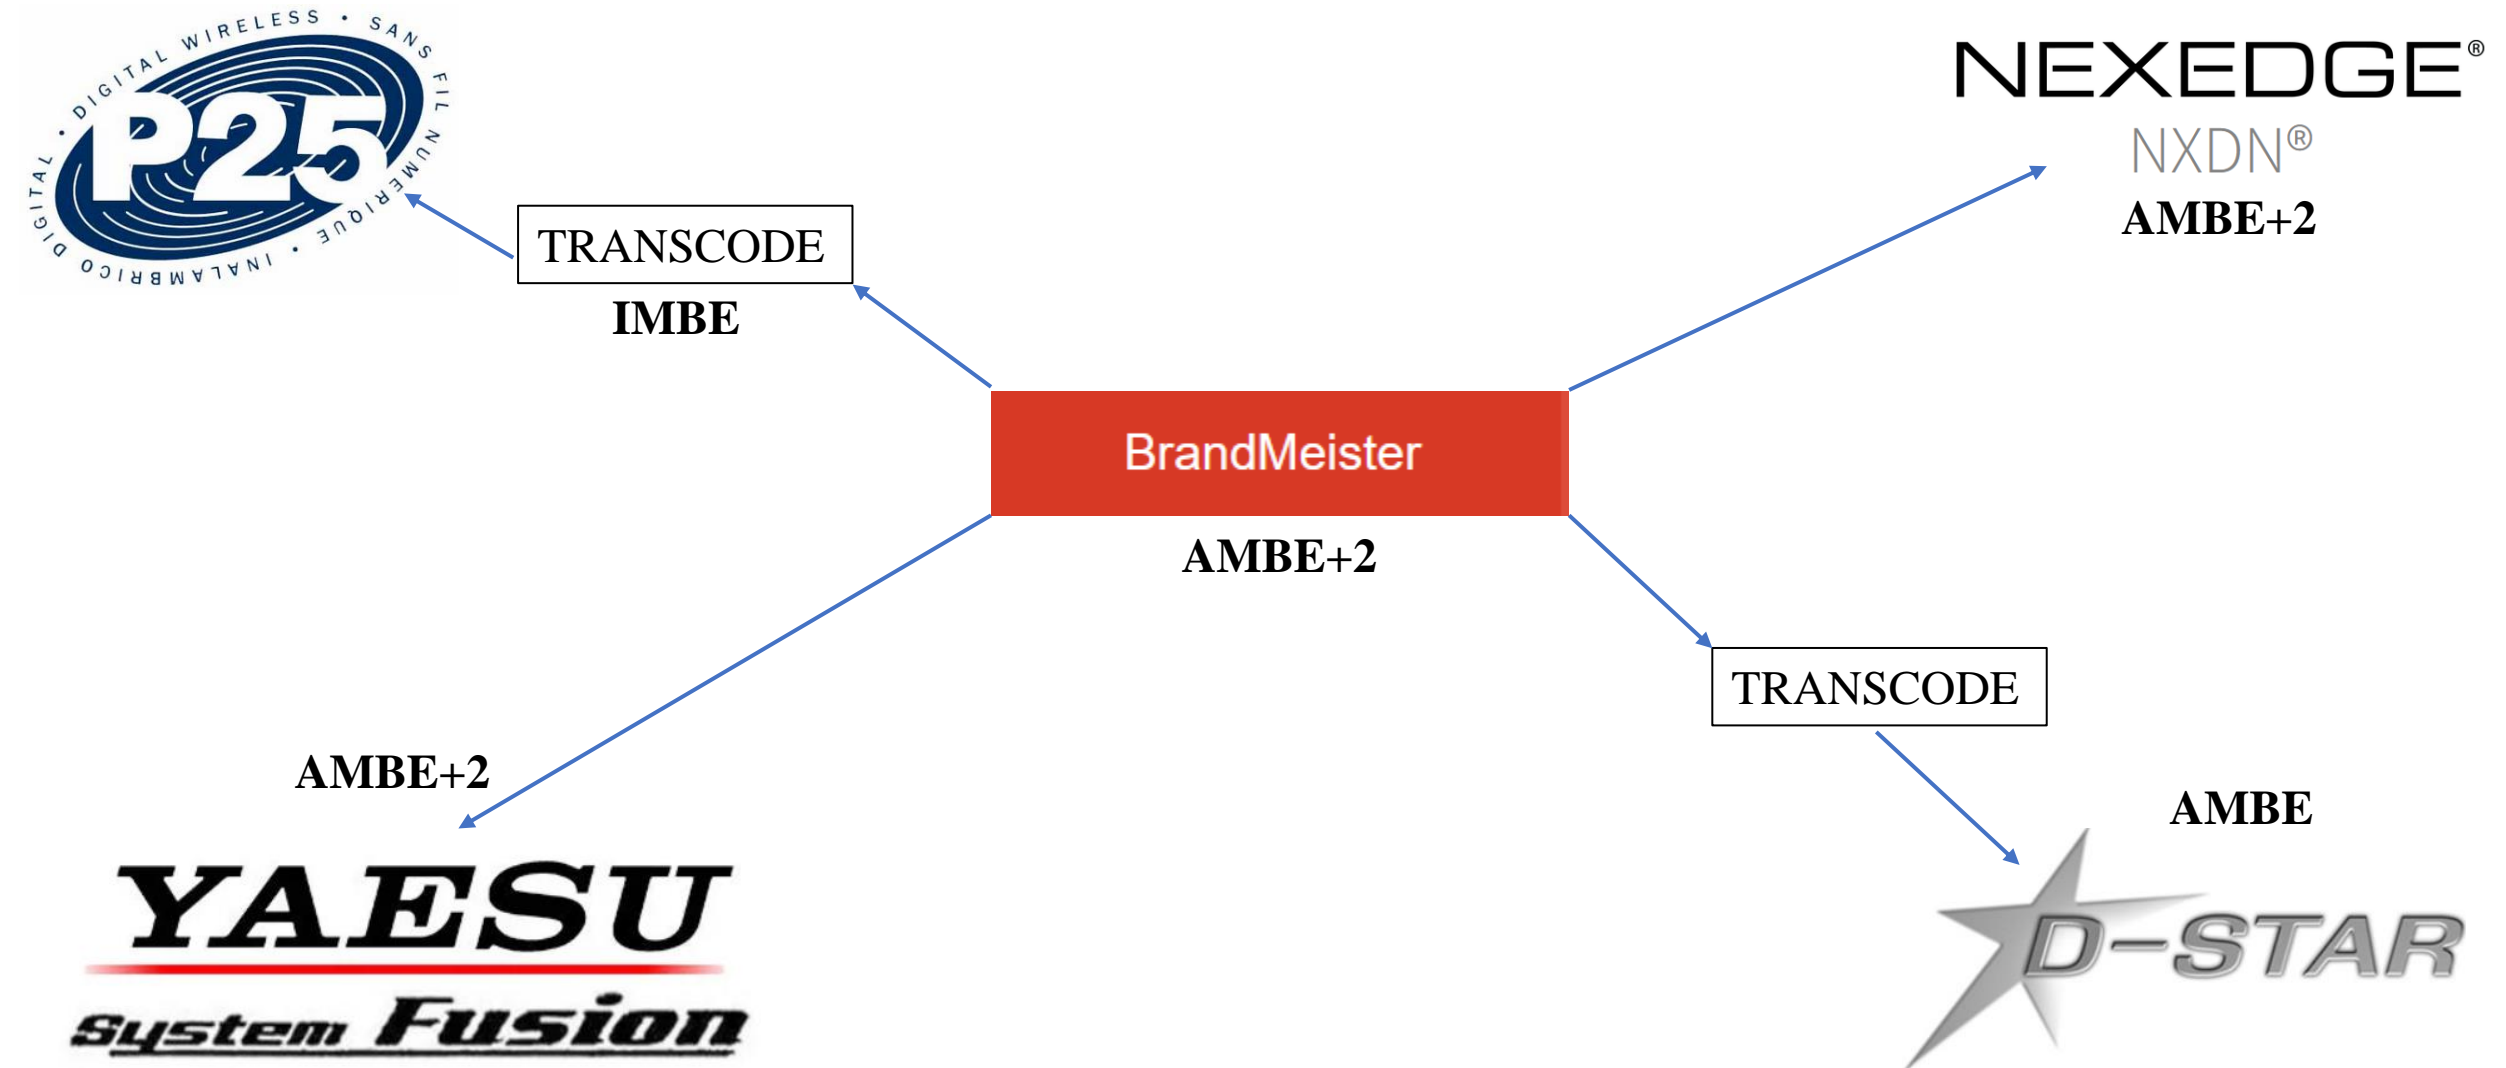 DIGITAL • DIGITAL WIRELESS • SANS FIL NUMERIQUE • INALAMBRICO
P25
TRANSCODE
IMBE
NEXEDGE®
NXDN®
AMBE+2
BrandMeister
AMBE+2
TRANSCODE
AMBE+2
YAESU
System Fusion
AMBE
D-STAR